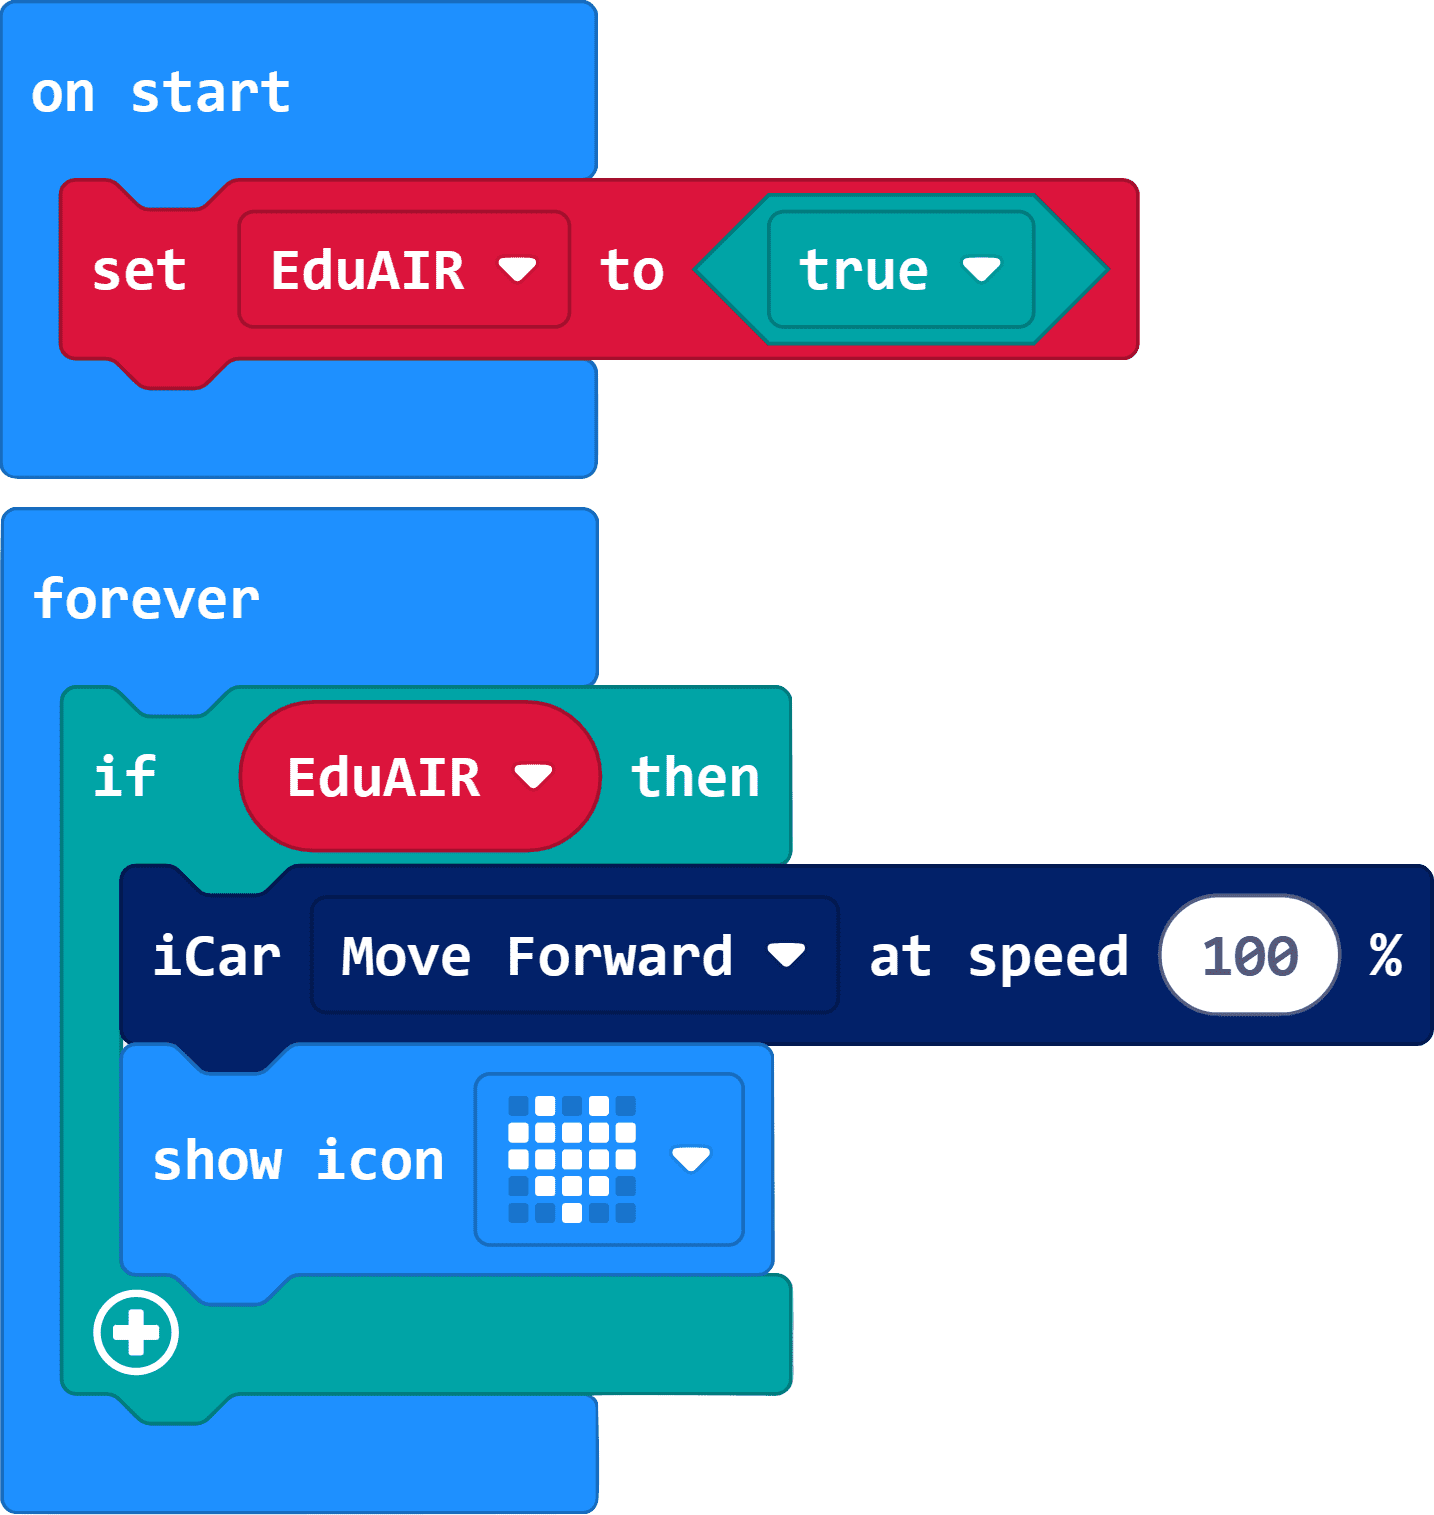 on start
set EduAIR to true
forever
if EduAIR then
iCar Move Forward at speed 100 %
show icon